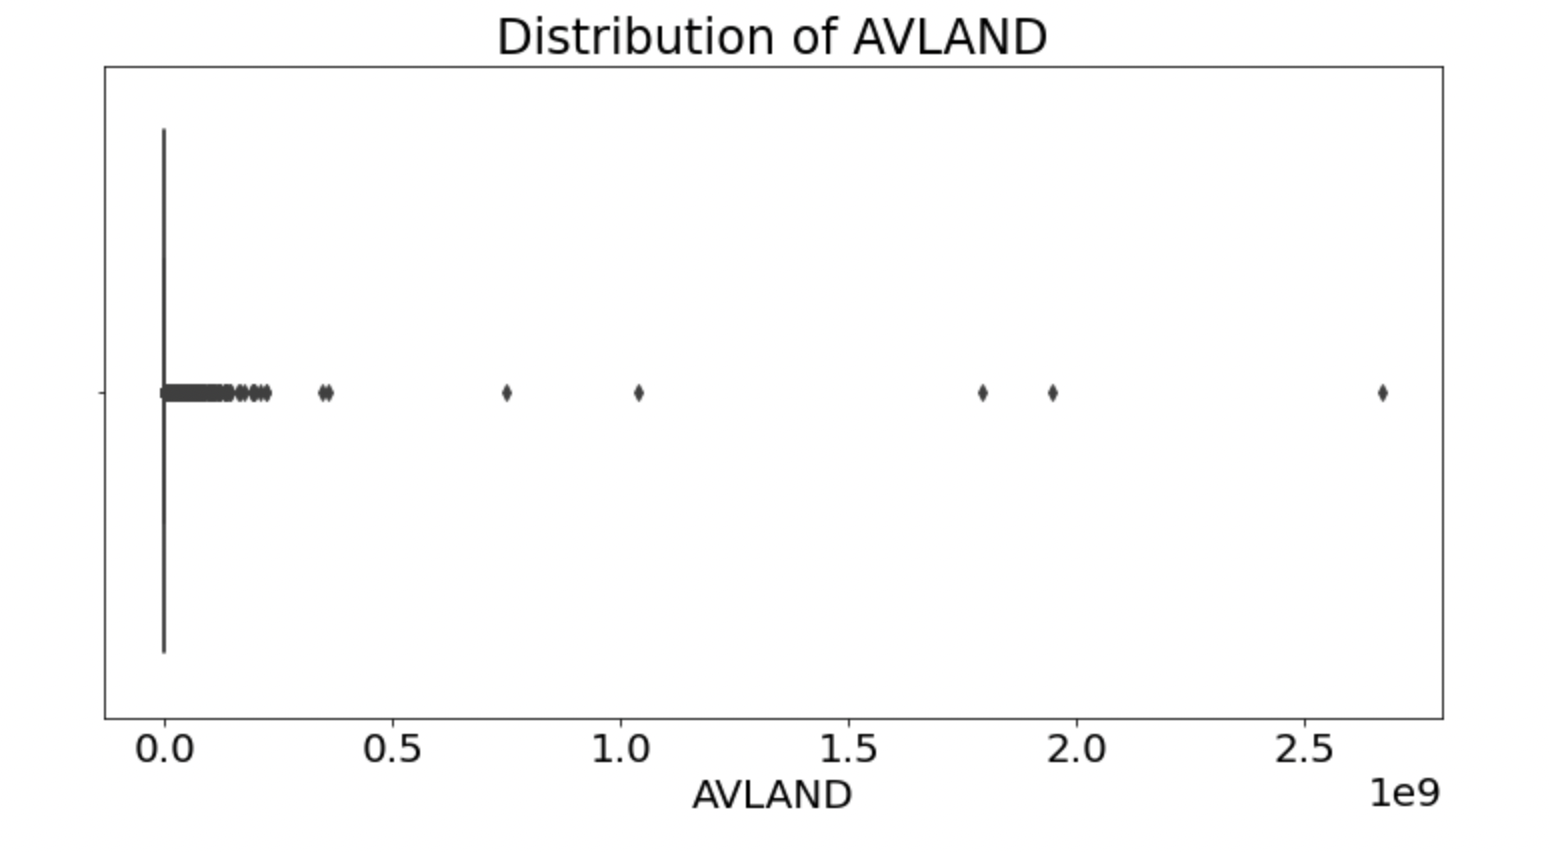 Distribution of AVLAND
0.0 0.5 1.0 1.5 2.0 2.5
AVLAND
1e9